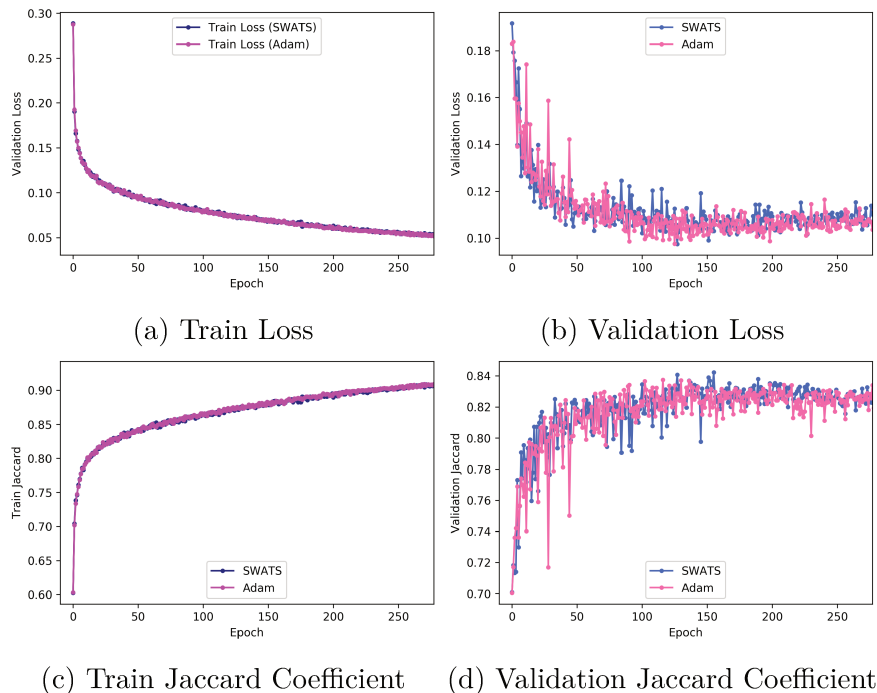 0.30
0.25
0.20
0.15
0.10
0.05
Validation Loss
0
50
100
150
200
250
Epoch
Train Loss (SWATS)
Train Loss (Adam)
(a) Train Loss
0.18
0.16
0.14
0.12
0.10
Validation Loss
0
50
100
150
200
250
Epoch
SWATS
Adam
(b) Validation Loss
0.90
0.85
0.80
0.75
0.70
0.65
0.60
Train Jaccard
0
50
100
150
200
250
Epoch
SWATS
Adam
(c) Train Jaccard Coefficient
0.84
0.82
0.80
0.78
0.76
0.74
0.72
0.70
Validation Jaccard
0
50
100
150
200
250
Epoch
SWATS
Adam
(d) Validation Jaccard Coefficient